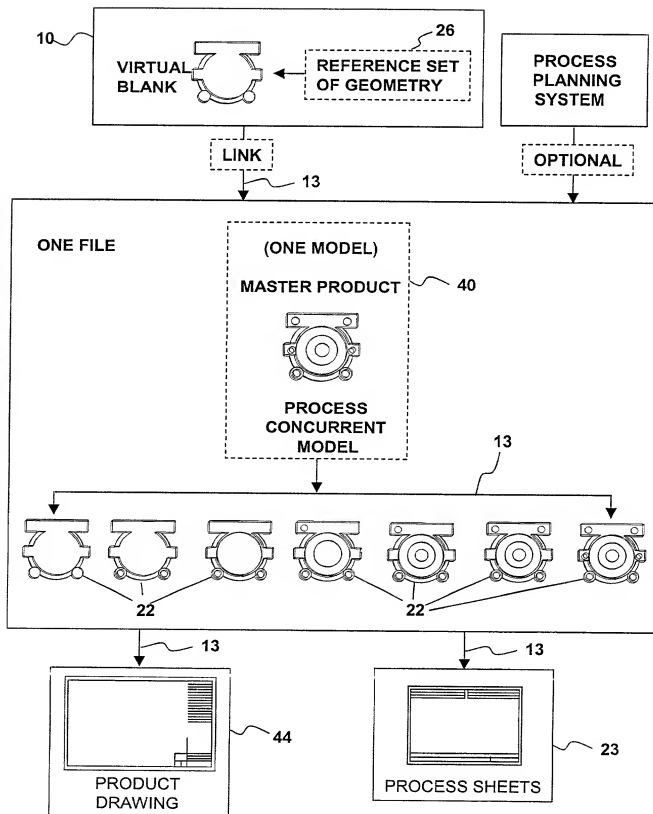 10
26
VIRTUAL
BLANK
REFERENCE SET
OF GEOMETRY
PROCESS
PLANNING
SYSTEM
LINK
OPTIONAL
13
ONE FILE
(ONE MODEL)
40
MASTER PRODUCT
PROCESS
CONCURRENT
MODEL
13
22
22
13
13
44
23
PRODUCT
DRAWING
PROCESS SHEETS